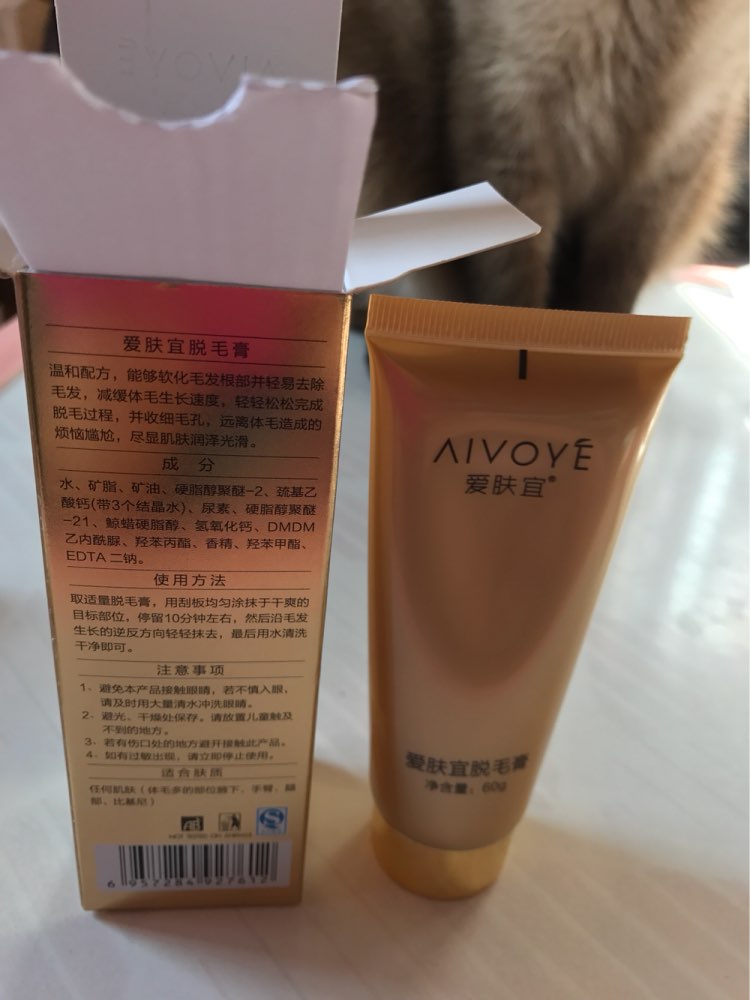 AIVOYE
爱肤宜脱毛膏
温和配方，能够软化毛发根部并轻易去除
毛发，减缓体毛生长速度，轻轻松松完成
脱毛过程，并收细毛孔，远离体毛造成的
烦恼尴尬，尽显肌肤润泽光滑。
成 分
水、矿脂、矿油、硬脂醇聚醚-2、巯基乙
酸钙(带3个结晶水)、尿素、硬脂醇聚醚
-21、鲸蜡硬脂醇、氢氧化钙、DMDM
乙内酰脲、羟苯丙酯、香精、羟苯甲酯、
EDTA 二钠。
使用方法
取适量脱毛膏，用刮板均匀涂抹于干爽的
目标部位，停留10分钟左右，然后沿毛发
生长的逆反方向轻轻抹去，最后用水清洗
干净即可。
注意事项
1、避免本产品接触眼睛，若不慎入眼，
请及时用大量清水冲洗眼睛。
2、避光、干燥处保存。请放置儿童触及
不到的地方。
3、若有伤口处的地方避开接触此产品。
4、如有过敏出现，请立即停止使用。
适合肤质
任何肌肤（体毛多的部位腋下、手臂、腿
部、比基尼）
NOT TESTED ON ANIMALS
6 957284 927612
AIVOYÉ
爱肤宜®
爱肤宜脱毛膏
净含量：60g